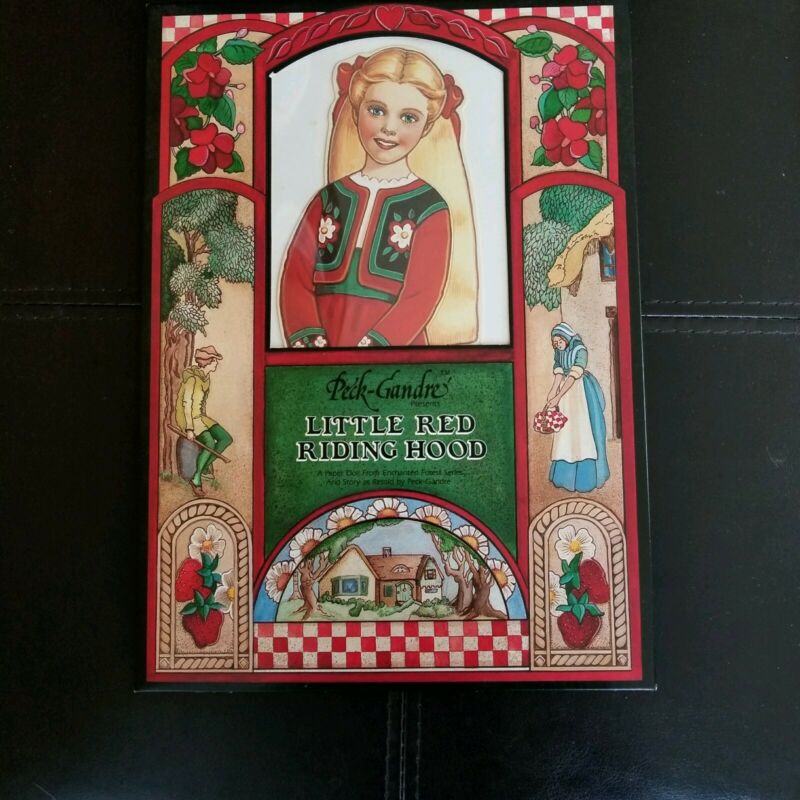 Peck-Gandre™
Presents
LITTLE RED
RIDING HOOD
A Paper Doll From Enchanted Forest Series,
And Story as Retold by Peck-Gandre